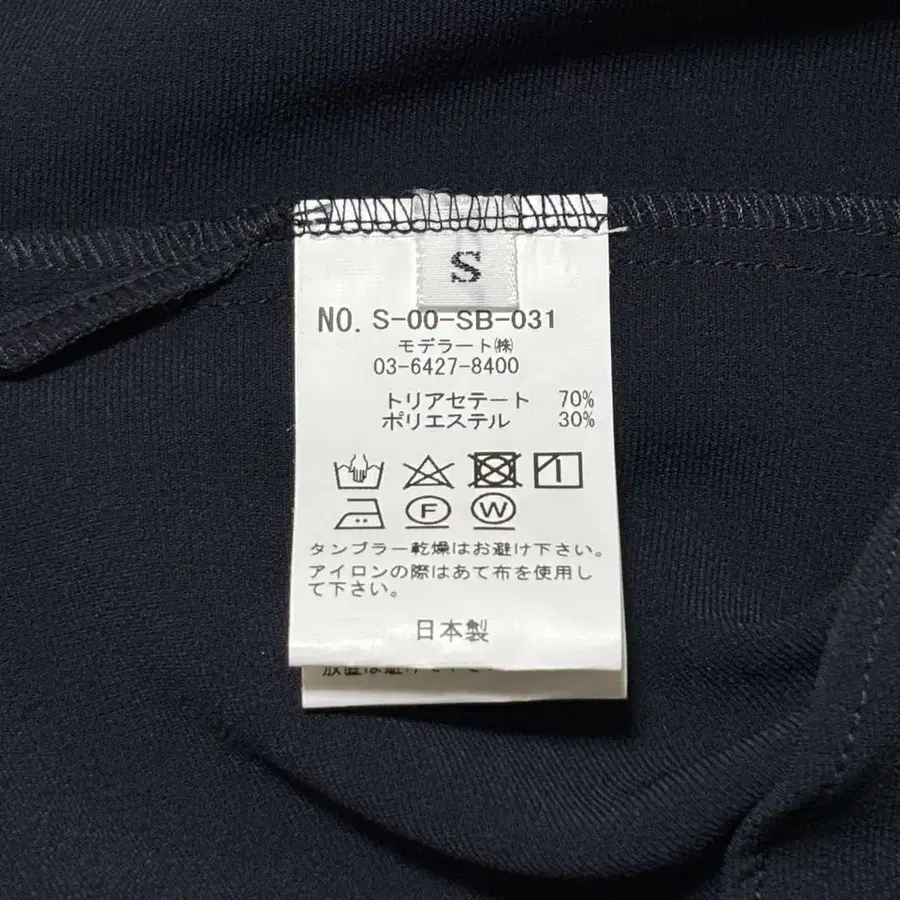 S
NO. S-00-SB-031
モデラート㈱
03-6427-8400
トリアセテート 70%
ポリエステル 30%
F W
タンブラー乾燥はお避け下さい。
アイロンの際はあて布を使用し
て下さい。
日本製